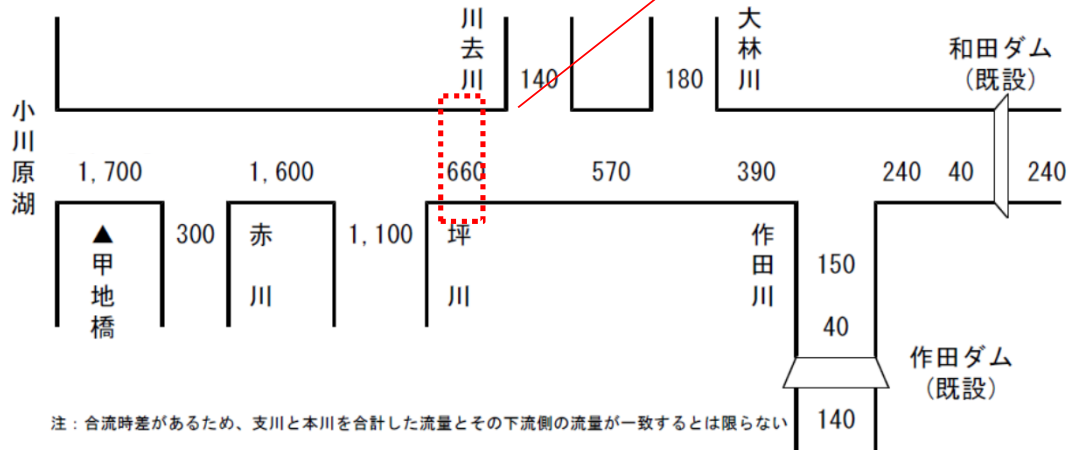 川去川
140
180
大林川
和田ダム
(既設)
小川原湖
1,700
1,600
660
570
390
240
40
240
▲甲地橋
300
赤川
1,100
坪川
作田川
150
40
作田ダム
(既設)
140
注：合流時差があるため、支川と本川を合計した流量とその下流側の流量が一致するとは限らない